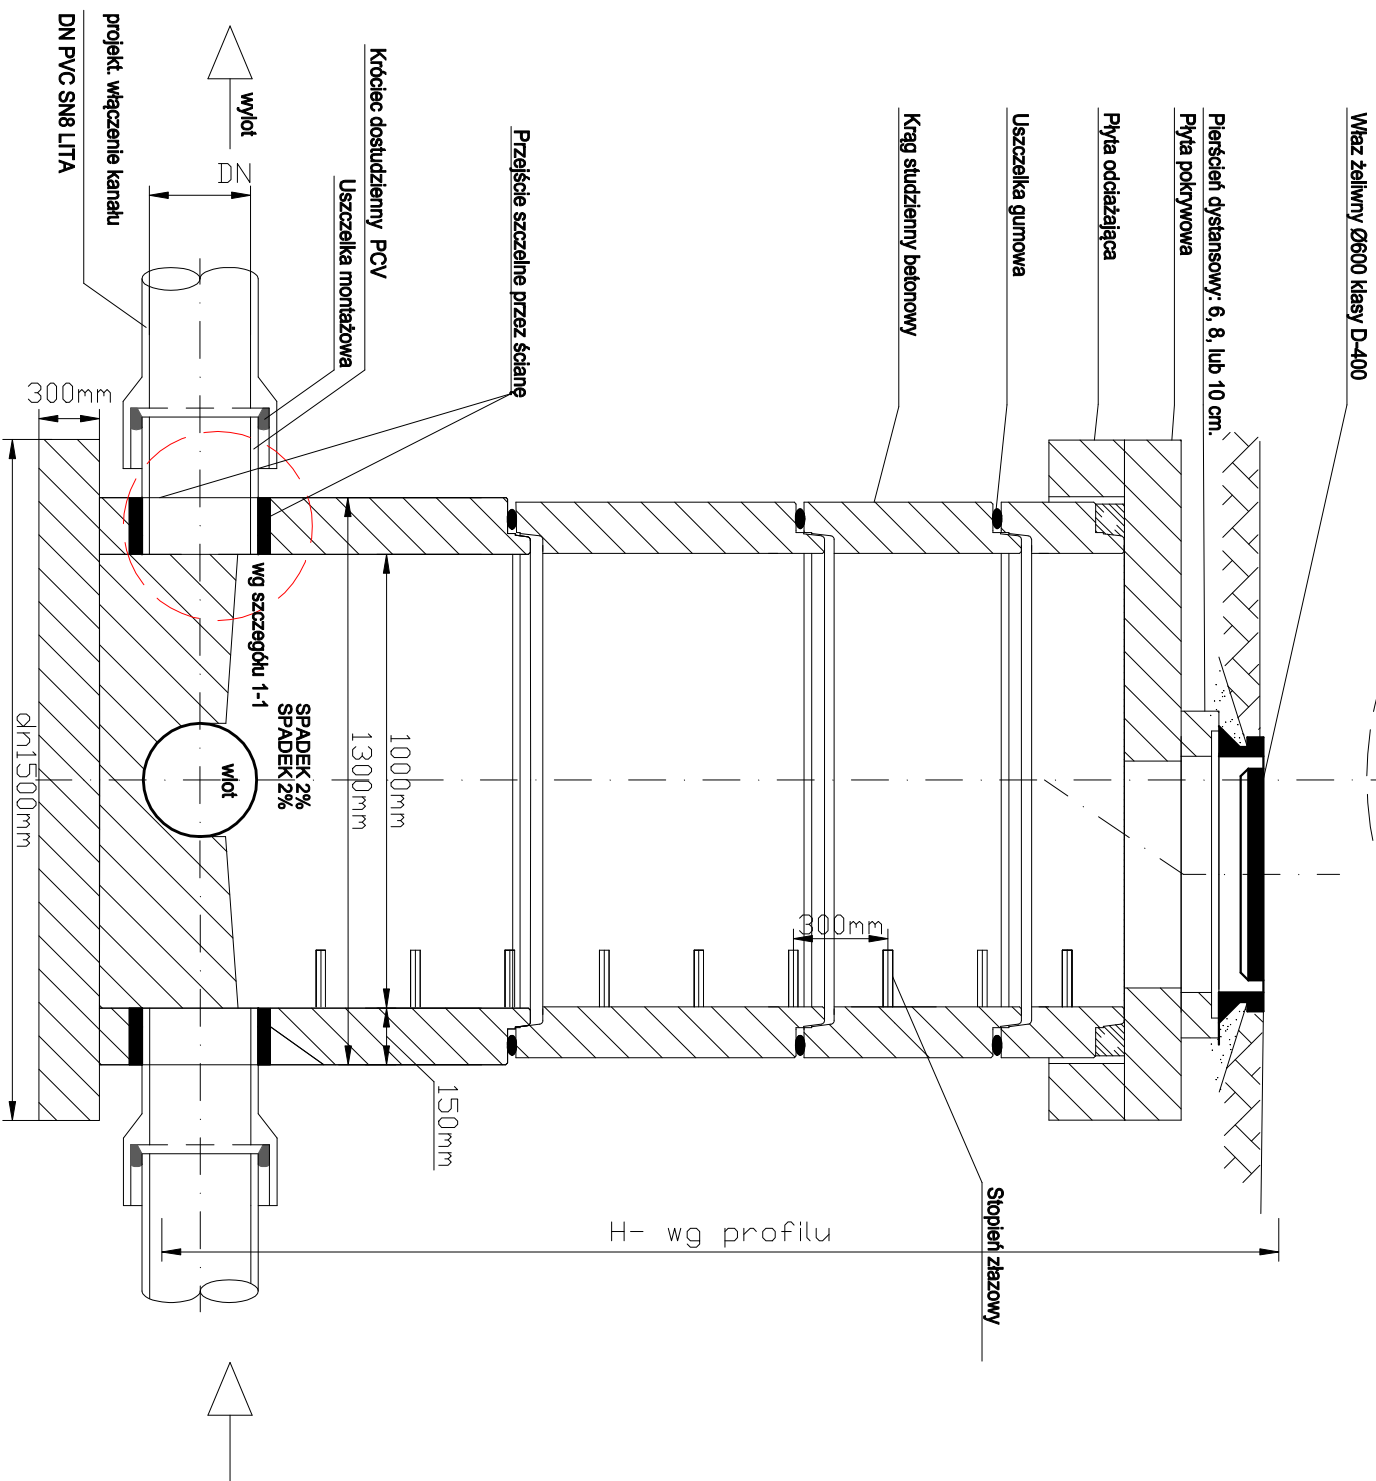 Właz żeliwny Ø600 klasy D-400
Pierścień dystansowy: 6, 8, lub 10 cm.
Płyta pokrywowa
Płyta odciażająca
Uszczelka gumowa
Krąg studzienny betonowy
Przejście szczelne przez ścianę
Króciec dostudzienny PCV
Uszczelka montażowa
wylot
DN
projekt. włączenie kanału
DN PVC SN8 LITA
300mm
wg szczegółu 1-1
SPADEK 2%
SPADEK 2%
wlot
1000mm
1300mm
dn1500mm
300mm
150mm
Stopień złazowy
H- wg profilu